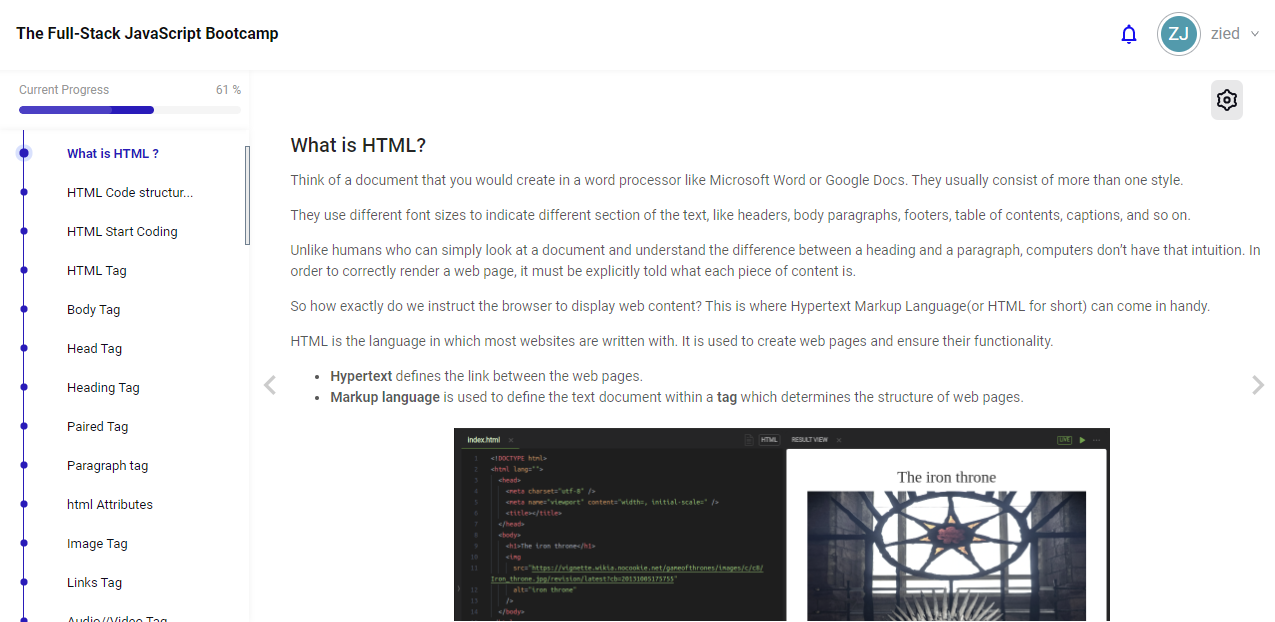 The Full-Stack JavaScript Bootcamp
ZJ
zied
Current Progress
61 %
What is HTML ?
HTML Code structur...
HTML Start Coding
HTML Tag
Body Tag
Head Tag
Heading Tag
Paired Tag
Paragraph tag
html Attributes
Image Tag
Links Tag
Audio//Video Tag
What is HTML?
Think of a document that you would create in a word processor like Microsoft Word or Google Docs. They usually consist of more than one style.
They use different font sizes to indicate different section of the text, like headers, body paragraphs, footers, table of contents, captions, and so on.
Unlike humans who can simply look at a document and understand the difference between a heading and a paragraph, computers don’t have that intuition. In
order to correctly render a web page, it must be explicitly told what each piece of content is.
So how exactly do we instruct the browser to display web content? This is where Hypertext Markup Language(or HTML for short) can come in handy.
HTML is the language in which most websites are written with. It is used to create web pages and ensure their functionality.
• Hypertext defines the link between the web pages.
• Markup language is used to define the text document within a tag which determines the structure of web pages.
index.html ×
HTML
RESULT VIEW ×
LIVE
1 <!DOCTYPE html>
2 <html lang="">
3 <head>
4 <meta charset="utf-8" />
5 <meta name="viewport" content="width=, initial-scale=" />
6 <title></title>
7 </head>
8 <body>
9 <h1>The iron throne</h1>
10 <img
11 src="https://vignette.wikia.nocookie.net/gameofthrones/images/c/c8/
Iron_throne.jpg/revision/latest?cb=20131005175755"
12 alt="iron throne"
13 />
14 </body>
The iron throne